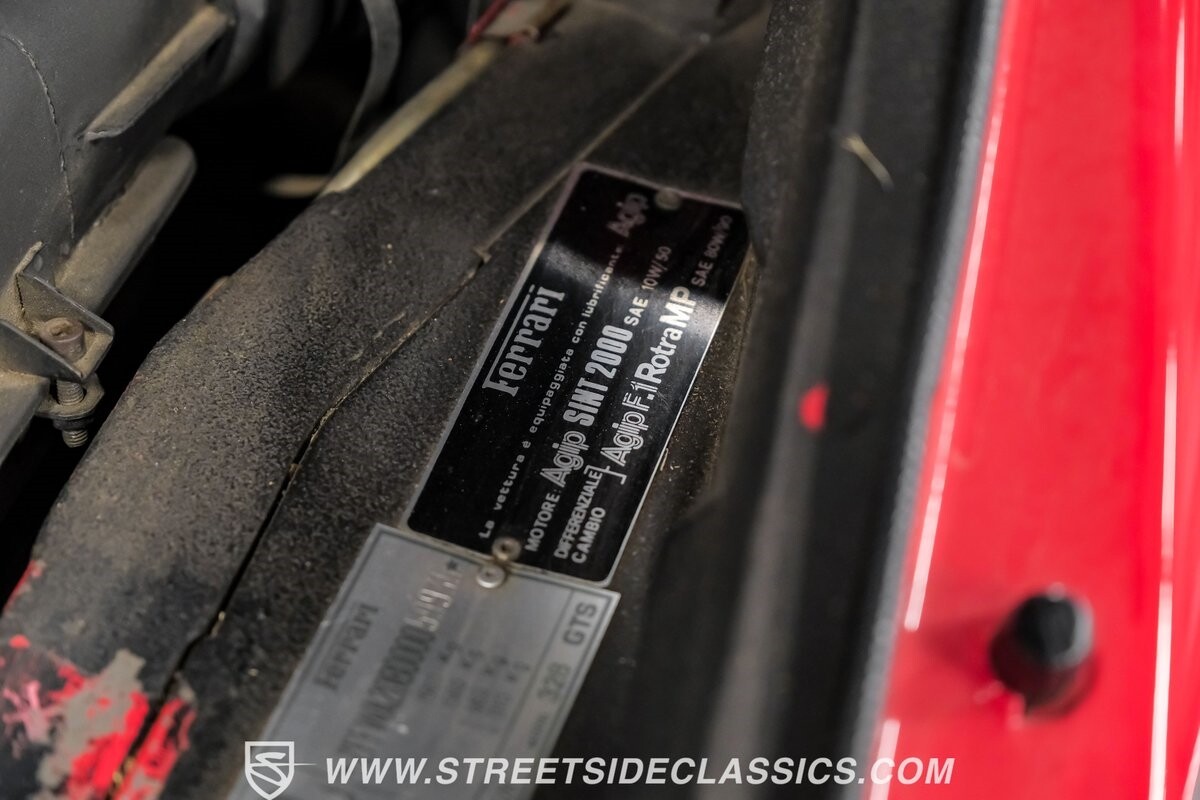 Ferrari
La vettura é equipaggiata con lubrificante Agip
MOTORE: Agip SINT 2000 SAE 10W/50
DIFFERENZIALE
CAMBIO
] Agip F.1 Rotra MP SAE 80W/90
Ferrari
328 GTS
WWW.STREETSIDECLASSICS.COM